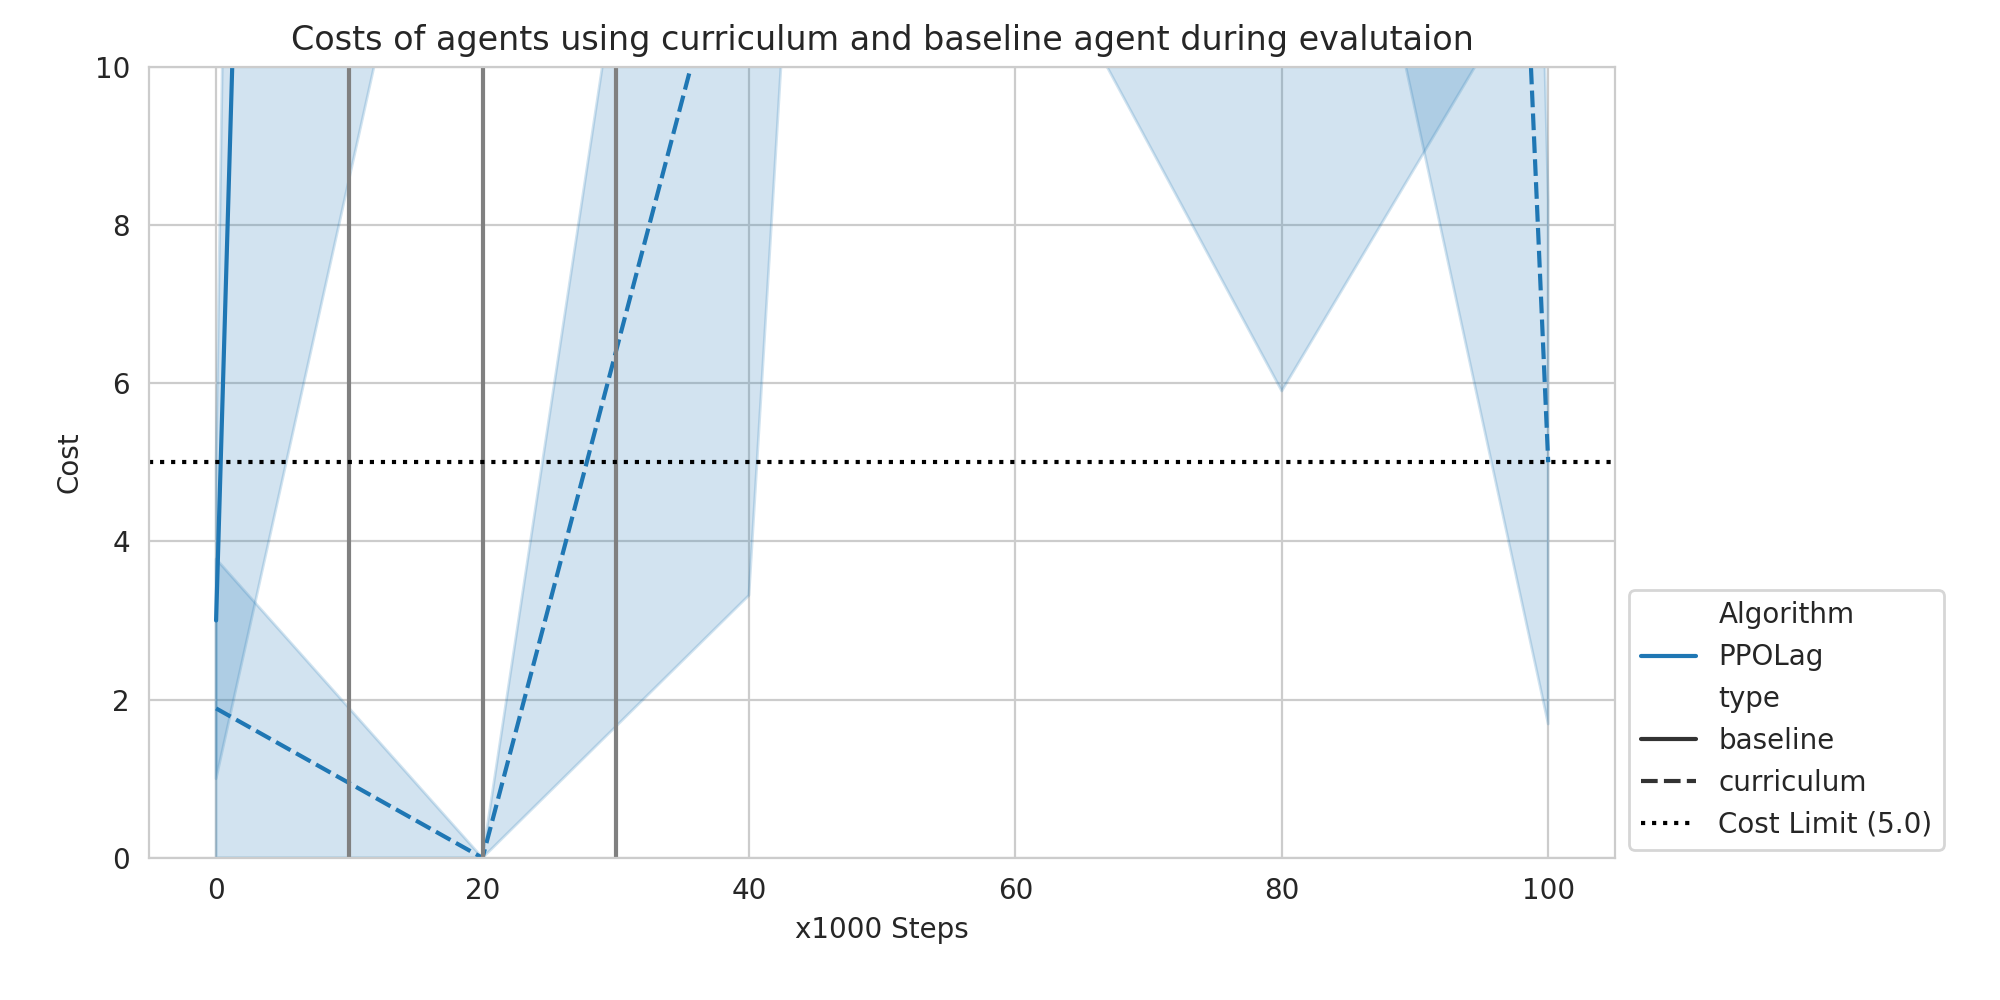 Costs of agents using curriculum and baseline agent during evalutaion
10
8
6
4
2
0
Cost
0 20 40 60 80 100
x1000 Steps
Algorithm
PPOLag
type
baseline
curriculum
Cost Limit (5.0)